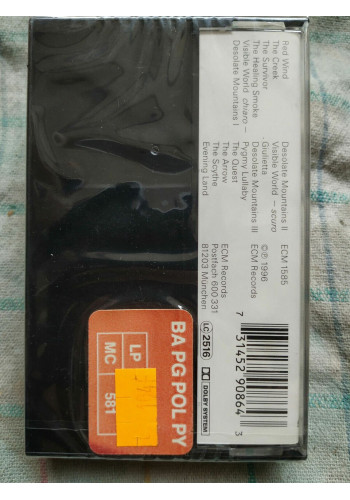 Red Wind
The Creek
The Survivor
The Healing Smoke
Visible World – chiaro –
Desolate Mountains I
Desolate Mountains II
Visible World – scuro
Giulietta
Desolate Mountains III
Pygmy Lullaby
The Quest
The Arrow
The Scythe
Evening Land
ECM 1585
©℗ 1996
ECM Records
ECM Records
Postfach 600 331
81203 München
LC 2516
DOLBY SYSTEM
7 31452 90864 3
BA PG POL PY
LP
MC
581